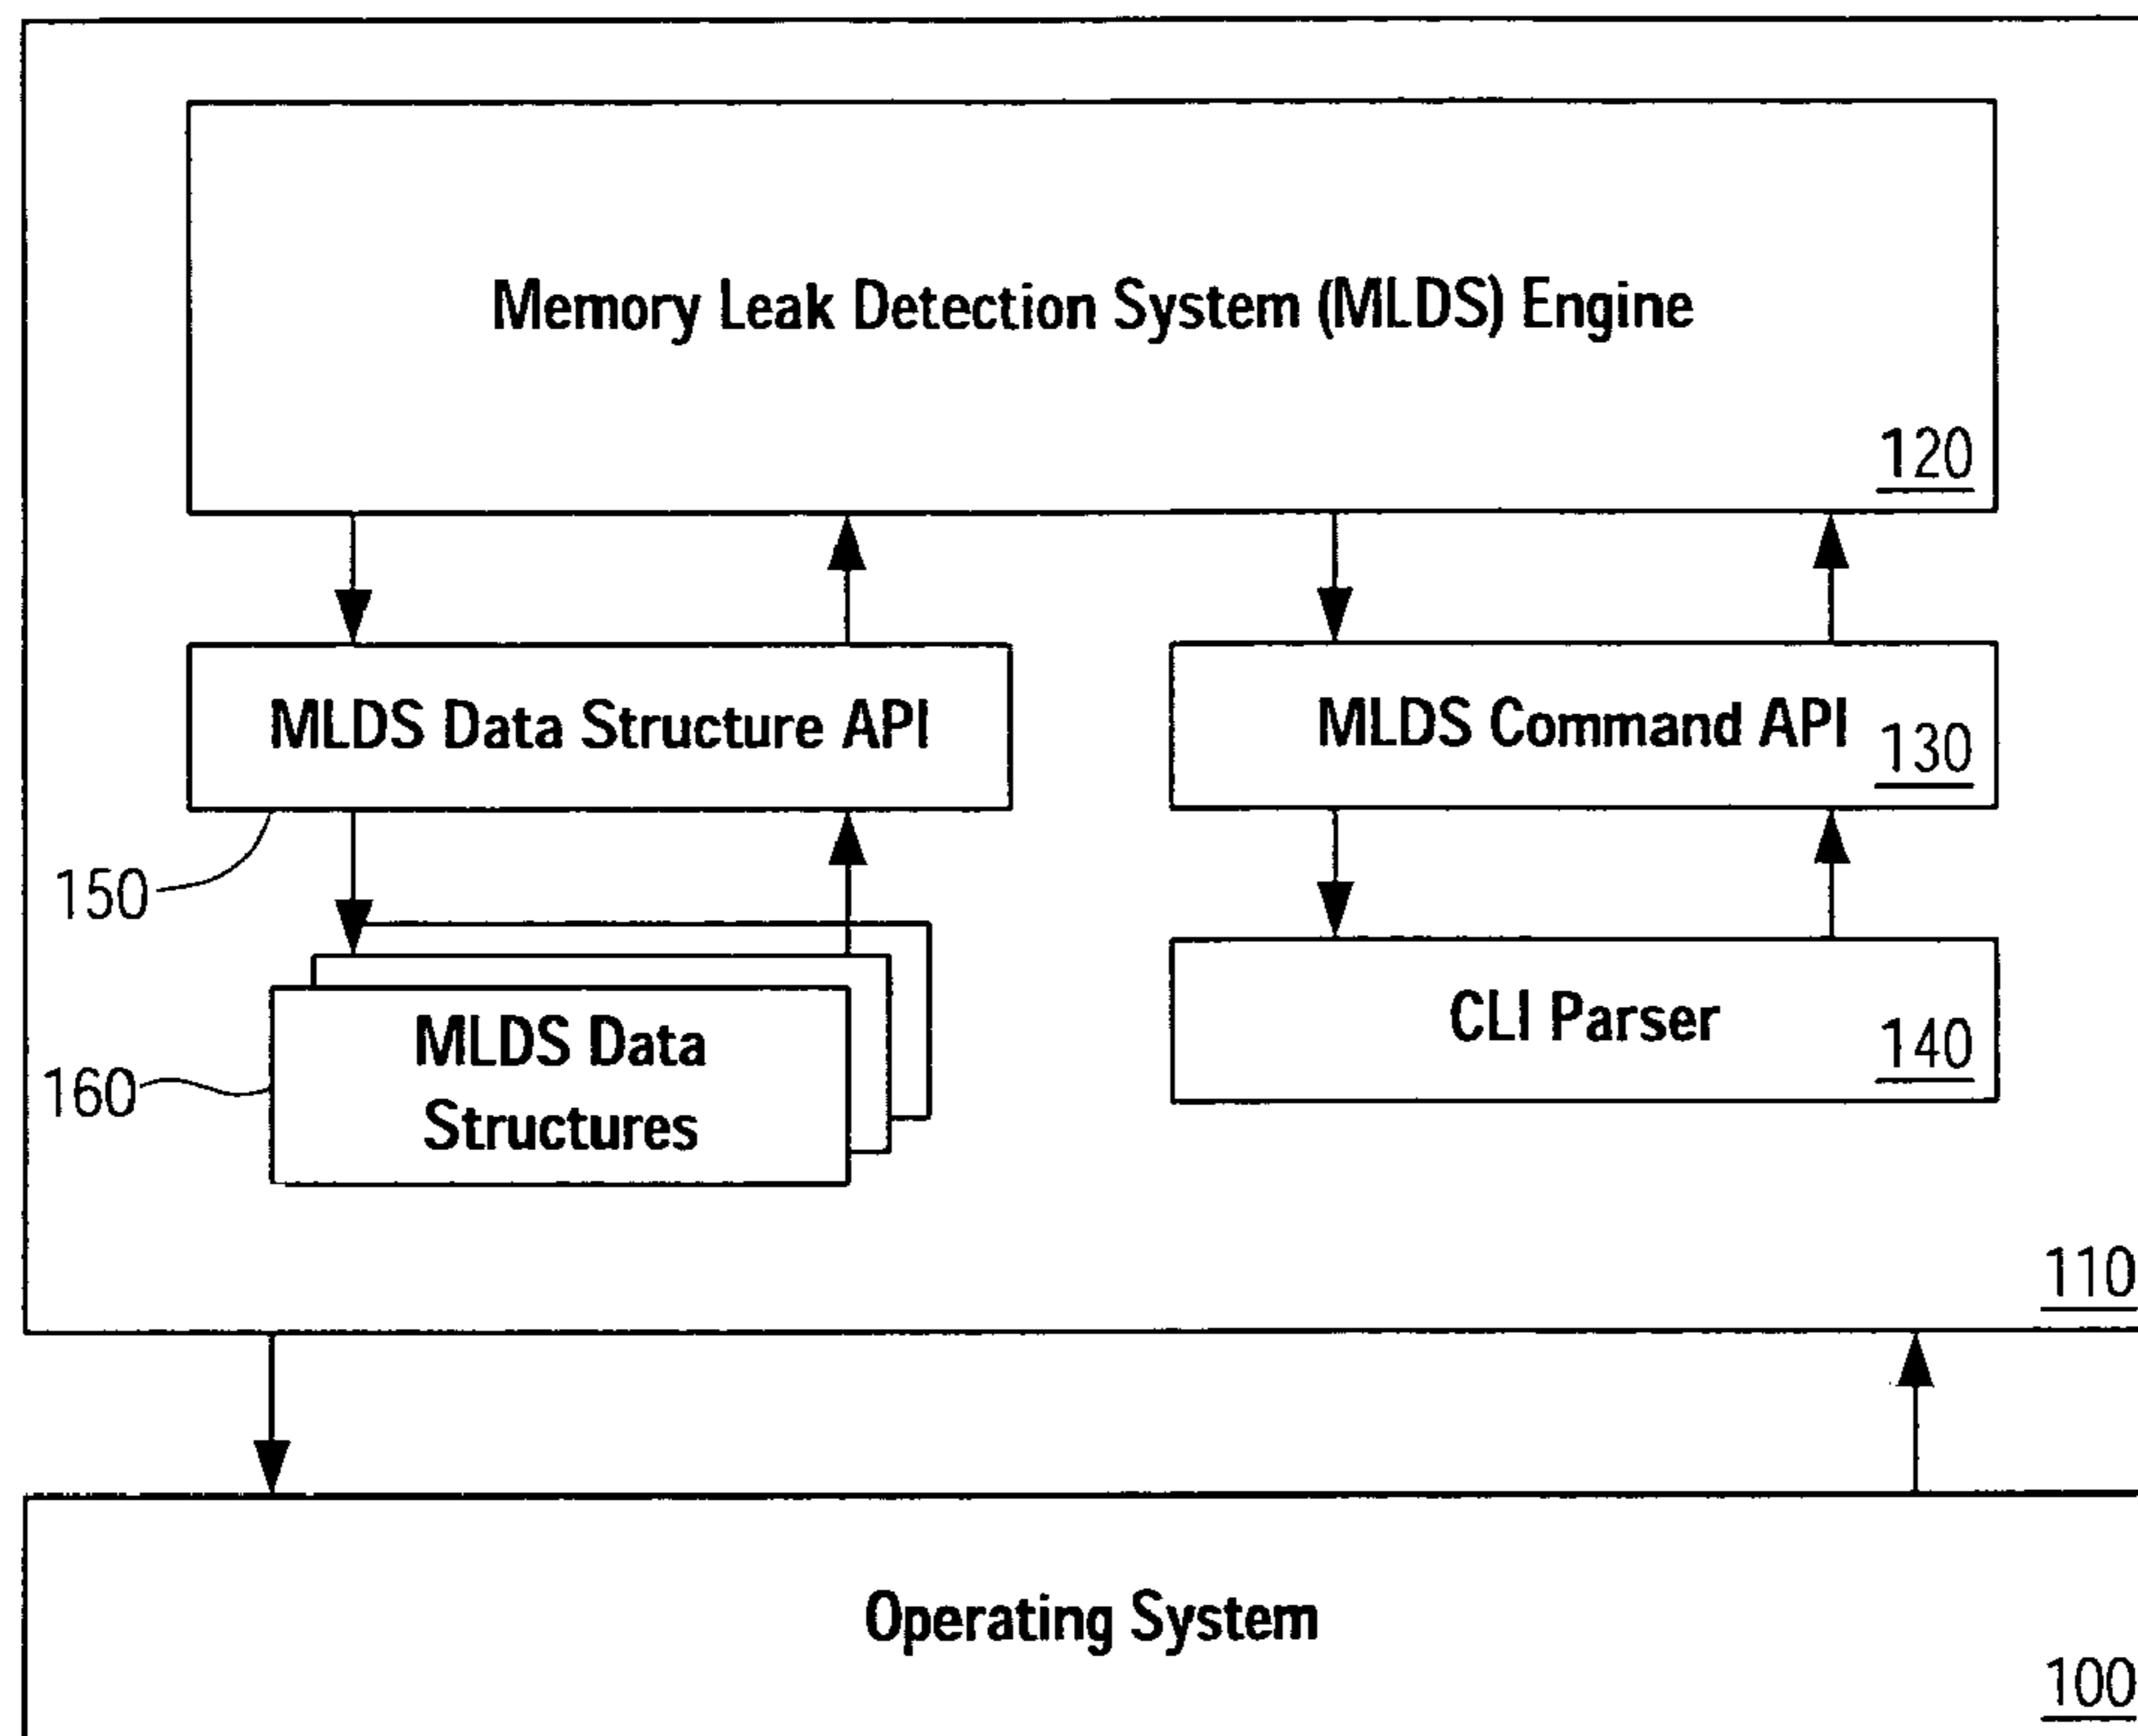 Memory Leak Detection System (MLDS) Engine
120
MLDS Data Structure API
MLDS Command API
130
150
CLI Parser
140
MLDS Data
Structures
160
110
Operating System
100